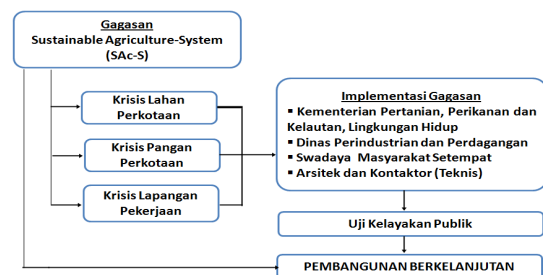 Gagasan
Sustainable Agriculture-System
(SAc-S)
Krisis Lahan
Perkotaan
Krisis Pangan
Perkotaan
Krisis Lapangan
Pekerjaan
Implementasi Gagasan
▪ Kementerian Pertanian, Perikanan dan
Kelautan, Lingkungan Hidup
▪ Dinas Perindustrian dan Perdagangan
▪ Swadaya Masyarakat Setempat
▪ Arsitek dan Kontaktor (Teknis)
Uji Kelayakan Publik
PEMBANGUNAN BERKELANJUTAN